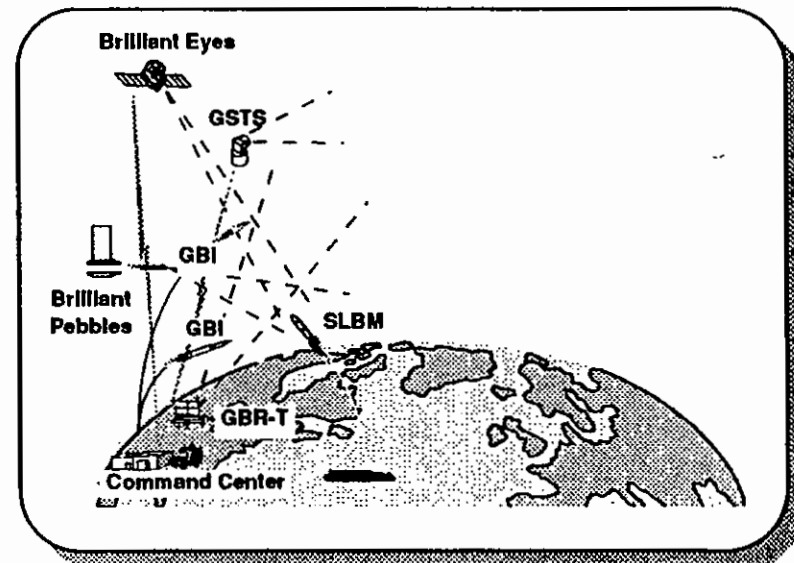 Brilliant Eyes
GSTS
GBI
Brilliant
Pebbles
GBI
SLBM
GBR-T
Command Center